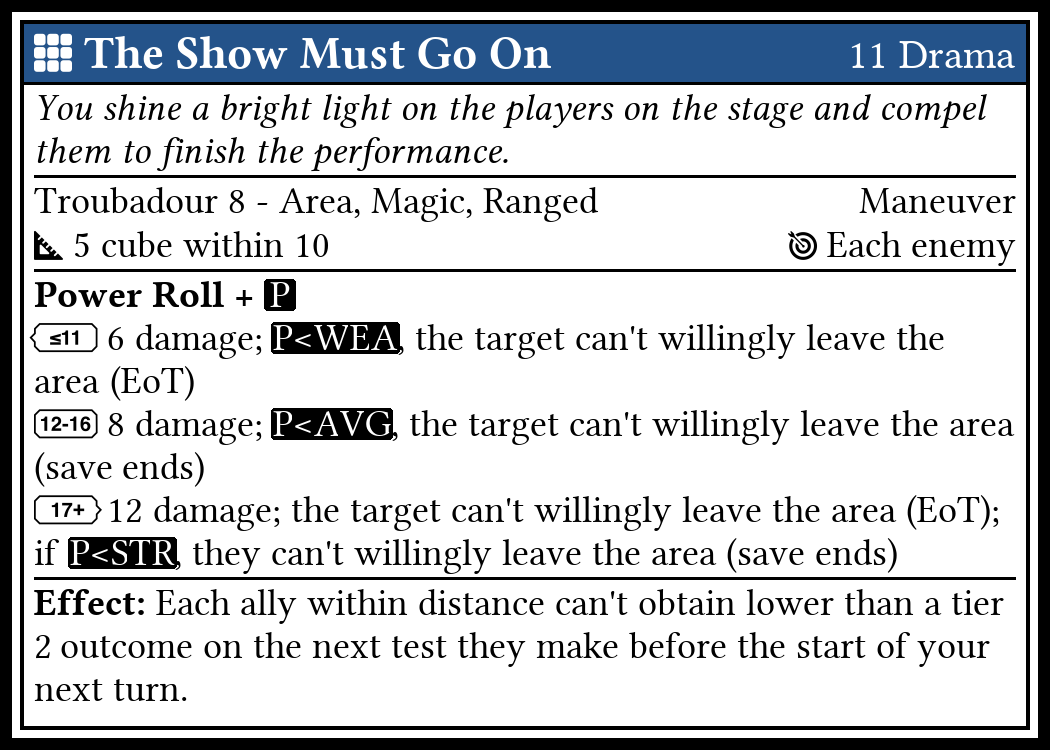 The Show Must Go On 11 Drama
You shine a bright light on the players on the stage and compel
them to finish the performance.
Troubadour 8 - Area, Magic, Ranged Maneuver
5 cube within 10 Each enemy
Power Roll + P
≤11 6 damage; P<WEA, the target can't willingly leave the
area (EoT)
12-16 8 damage; P<AVG, the target can't willingly leave the area
(save ends)
17+ 12 damage; the target can't willingly leave the area (EoT);
if P<STR, they can't willingly leave the area (save ends)
Effect: Each ally within distance can't obtain lower than a tier
2 outcome on the next test they make before the start of your
next turn.